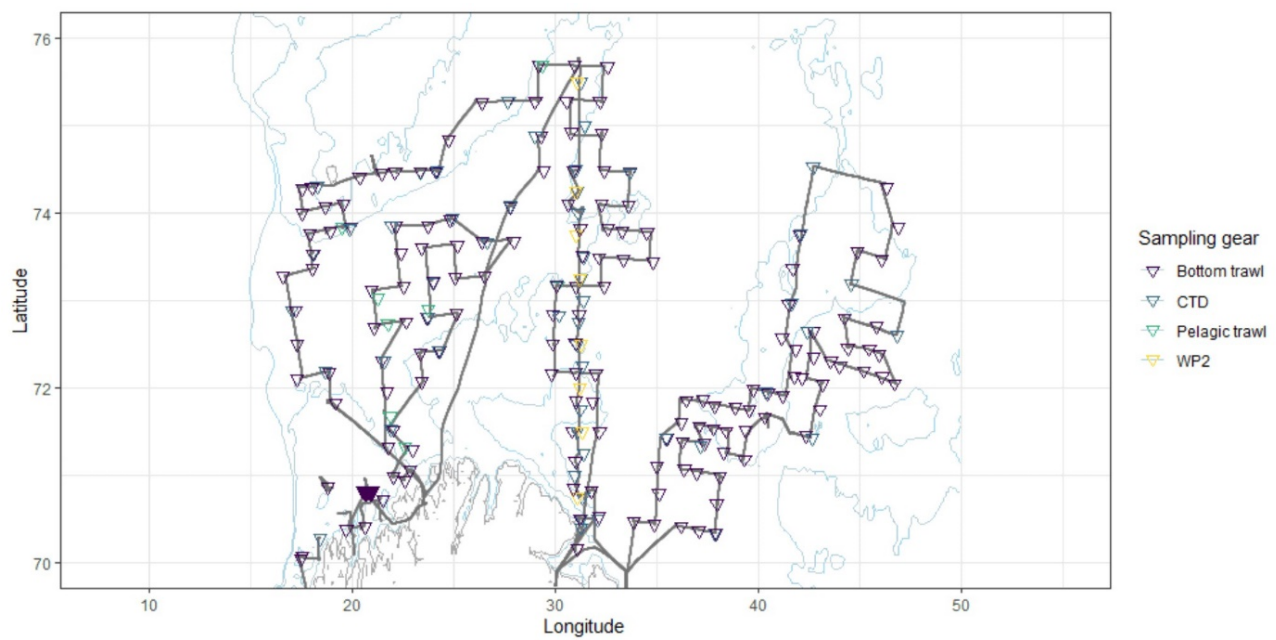 76
74
72
70
Latitude
10 20 30 40 50
Longitude
Sampling gear
Bottom trawl
CTD
Pelagic trawl
WP2